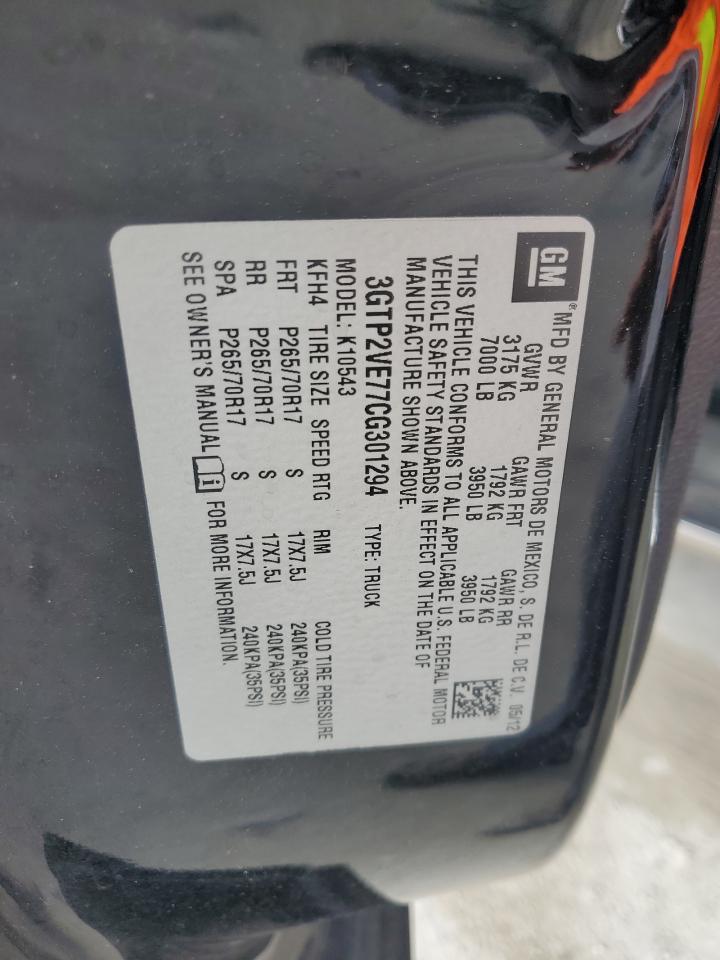 GM
® MFD BY GENERAL MOTORS DE MEXICO, S. DE R.L. DE C.V. 05/12
GVWR GAWR FRT GAWR RR
3175 KG 1792 KG 1792 KG
7000 LB 3950 LB 3950 LB
THIS VEHICLE CONFORMS TO ALL APPLICABLE U.S. FEDERAL MOTOR
VEHICLE SAFETY STANDARDS IN EFFECT ON THE DATE OF
MANUFACTURE SHOWN ABOVE.
3GTP2VE77CG301294 TYPE: TRUCK
MODEL: K10543
KFH4 TIRE SIZE SPEED RTG RIM COLD TIRE PRESSURE
FRT P265/70R17 S 17X7.5J 240KPA(35PSI)
RR P265/70R17 S 17X7.5J 240KPA(35PSI)
SPA P265/70R17 S 17X7.5J 240KPA(35PSI)
SEE OWNER'S MANUAL FOR MORE INFORMATION.